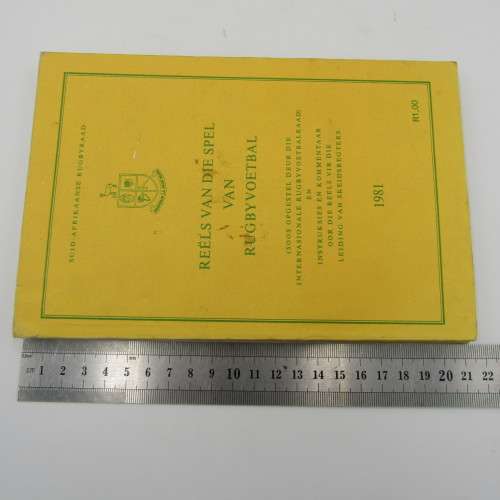 SUID-AFRIKAANSE RUGBYRAAD
REËLS VAN DIE SPEL
VAN
RUGBYVOETBAL
(SOOS OPGESTEL DEUR DIE
INTERNASIONALE RUGBYVOETBALRAAD)
EN
INSTRUKSIES EN KOMMENTAAR
OOR DIE REËLS VIR DIE
LEIDING VAN SKEIDSREGTERS
1981
R1,00
1 2 3 4 5 6 7 8 9 10 11 12 13 14 15 16 17 18 19 20 21 22